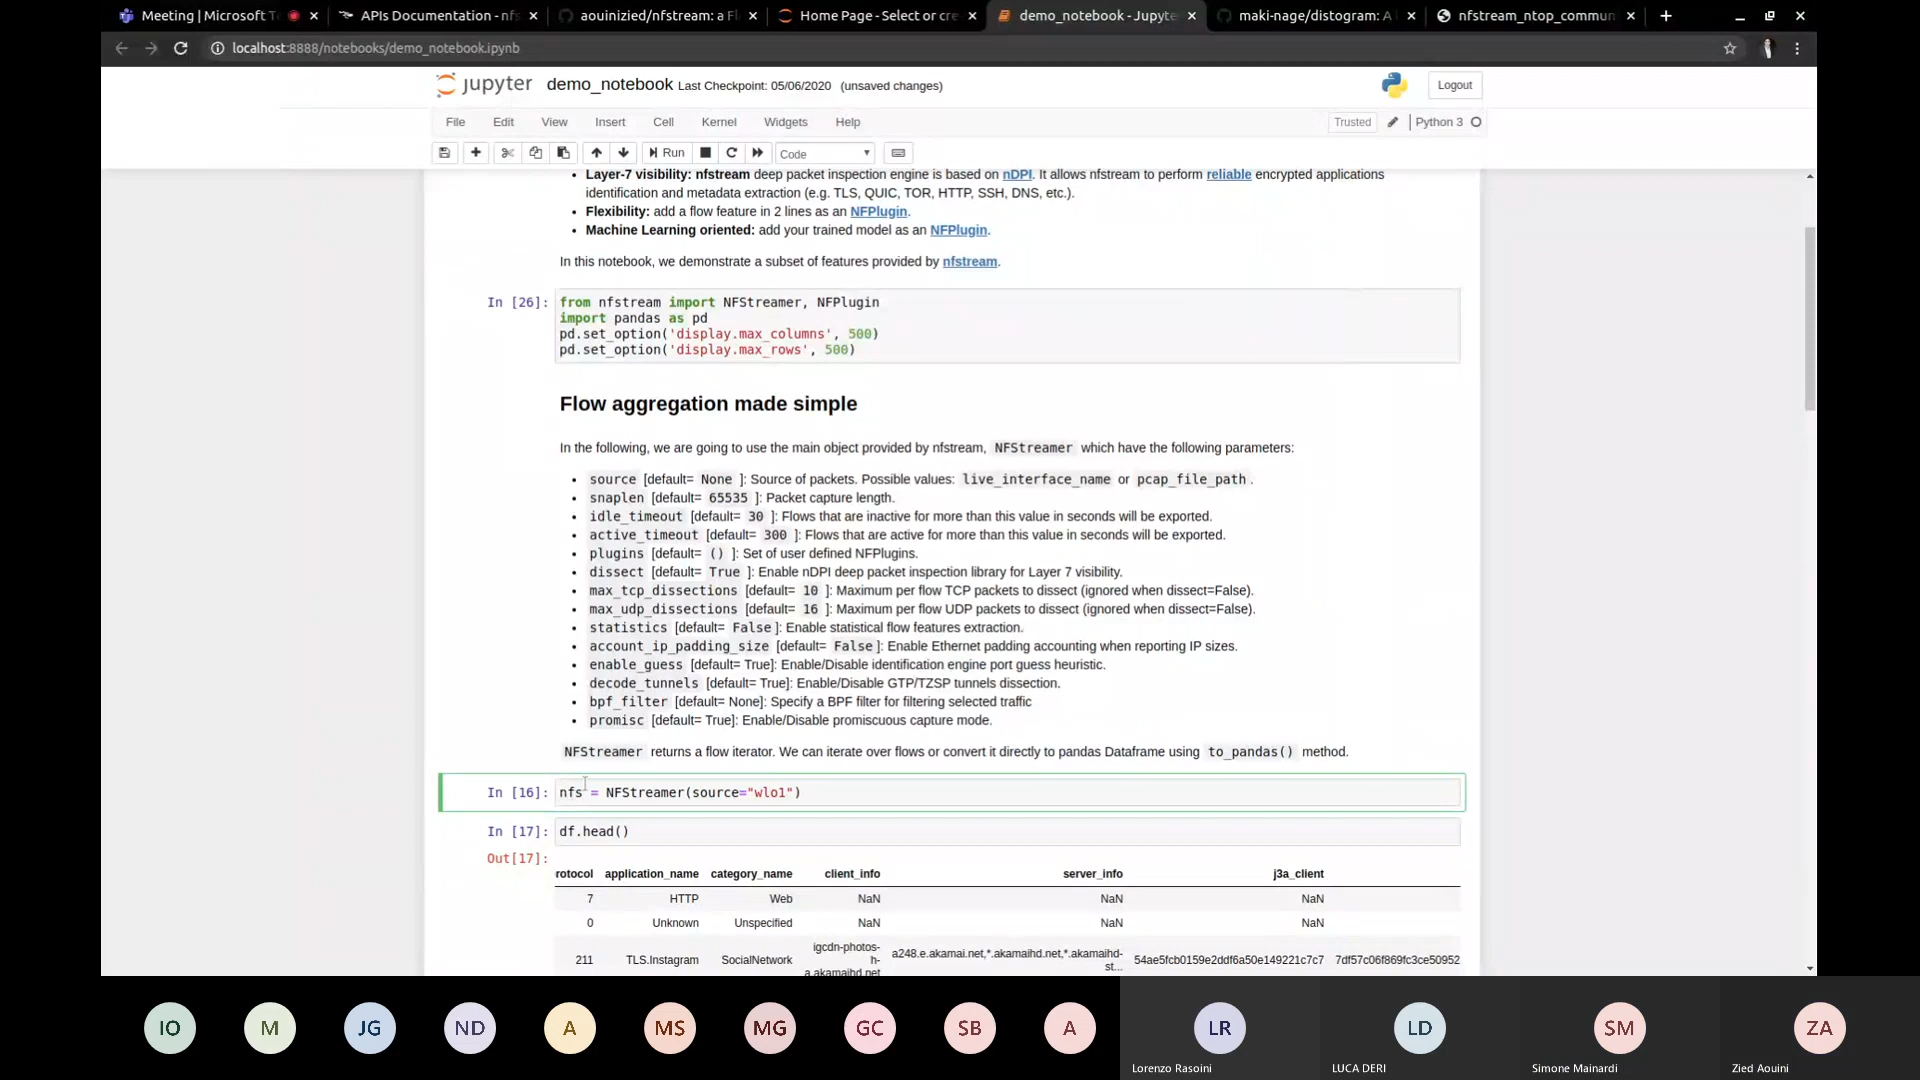 Meeting | Microsoft T
APIs Documentation - nfs
aouinizied/nfstream: a Fl
Home Page - Select or cre
demo_notebook - Jupyte
maki-nage/distogram: A
nfstream_ntop_commun
localhost:8888/notebooks/demo_notebook.ipynb
jupyter demo_notebook Last Checkpoint: 05/06/2020 (unsaved changes)
Logout
File Edit View Insert Cell Kernel Widgets Help
Trusted Python 3
Run Code
Layer-7 visibility: nfstream deep packet inspection engine is based on nDPI. It allows nfstream to perform reliable encrypted applications
identification and metadata extraction (e.g. TLS, QUIC, TOR, HTTP, SSH, DNS, etc.).
Flexibility: add a flow feature in 2 lines as an NFPlugin.
Machine Learning oriented: add your trained model as an NFPlugin.
In this notebook, we demonstrate a subset of features provided by nfstream.
In [26]: from nfstream import NFStreamer, NFPlugin
import pandas as pd
pd.set_option('display.max_columns', 500)
pd.set_option('display.max_rows', 500)
Flow aggregation made simple
In the following, we are going to use the main object provided by nfstream, NFStreamer which have the following parameters:
source [default= None ]: Source of packets. Possible values: live_interface_name or pcap_file_path.
snaplen [default= 65535 ]: Packet capture length.
idle_timeout [default= 30 ]: Flows that are inactive for more than this value in seconds will be exported.
active_timeout [default= 300 ]: Flows that are active for more than this value in seconds will be exported.
plugins [default= () ]: Set of user defined NFPlugins.
dissect [default= True ]: Enable nDPI deep packet inspection library for Layer 7 visibility.
max_tcp_dissections [default= 10 ]: Maximum per flow TCP packets to dissect (ignored when dissect=False).
max_udp_dissections [default= 16 ]: Maximum per flow UDP packets to dissect (ignored when dissect=False).
statistics [default= False ]: Enable statistical flow features extraction.
account_ip_padding_size [default= False ]: Enable Ethernet padding accounting when reporting IP sizes.
enable_guess [default= True]: Enable/Disable identification engine port guess heuristic.
decode_tunnels [default= True]: Enable/Disable GTP/TZSP tunnels dissection.
bpf_filter [default= None]: Specify a BPF filter for filtering selected traffic
promisc [default= True]: Enable/Disable promiscuous capture mode.
NFStreamer returns a flow iterator. We can iterate over flows or convert it directly to pandas Dataframe using to_pandas() method.
In [16]: nfs = NFStreamer(source="wlo1")
In [17]: df.head()
Out[17]:
rotocol application_name category_name client_info server_info j3a_client
7 HTTP Web NaN NaN NaN
0 Unknown Unspecified NaN NaN NaN
211 TLS.Instagram SocialNetwork igcdn-photos-h-a.akamaihd.net a248.e.akamai.net,*.akamaihd.net,*.akamaihd-st... 54ae5fcb0159e2ddf6a50e149221c7c7 7df57c06f869fc3ce50952
IO M JG ND A MS MG GC SB A LR LD SM ZA
Lorenzo Rasoini LUCA DERI Simone Mainardi Zied Aouini